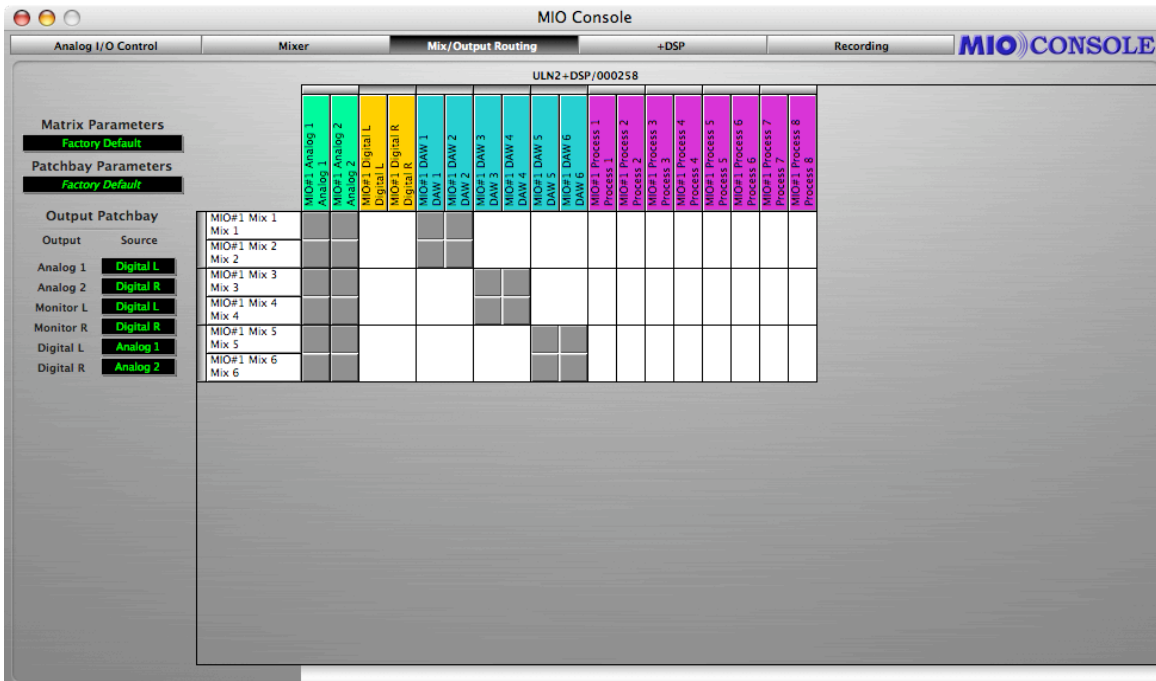 MIO Console
Analog I/O Control
Mixer
Mix/Output Routing
+DSP
Recording
MIO CONSOLE
ULN2+DSP/000258
Matrix Parameters
Factory Default
Patchbay Parameters
Factory Default
Output Patchbay
Output Source
Analog 1 Digital L
Analog 2 Digital R
Monitor L Digital L
Monitor R Digital R
Digital L Analog 1
Digital R Analog 2
MIO#1 Analog 1
Analog 1
MIO#1 Analog 2
Analog 2
MIO#1 Digital L
Digital L
MIO#1 Digital R
Digital R
MIO#1 DAW 1
DAW 1
MIO#1 DAW 2
DAW 2
MIO#1 DAW 3
DAW 3
MIO#1 DAW 4
DAW 4
MIO#1 DAW 5
DAW 5
MIO#1 DAW 6
DAW 6
MIO#1 Process 1
Process 1
MIO#1 Process 2
Process 2
MIO#1 Process 3
Process 3
MIO#1 Process 4
Process 4
MIO#1 Process 5
Process 5
MIO#1 Process 6
Process 6
MIO#1 Process 7
Process 7
MIO#1 Process 8
Process 8
MIO#1 Mix 1
Mix 1
MIO#1 Mix 2
Mix 2
MIO#1 Mix 3
Mix 3
MIO#1 Mix 4
Mix 4
MIO#1 Mix 5
Mix 5
MIO#1 Mix 6
Mix 6